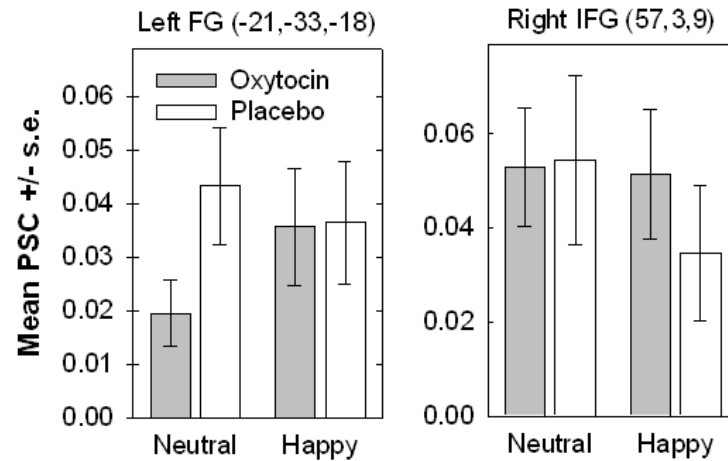 Left FG (-21,-33,-18)
Mean PSC +/- s.e.
0.06
0.05
0.04
0.03
0.02
0.01
0.00
Oxytocin
Placebo
Neutral Happy
Right IFG (57,3,9)
0.06
0.04
0.02
0.00
Neutral Happy